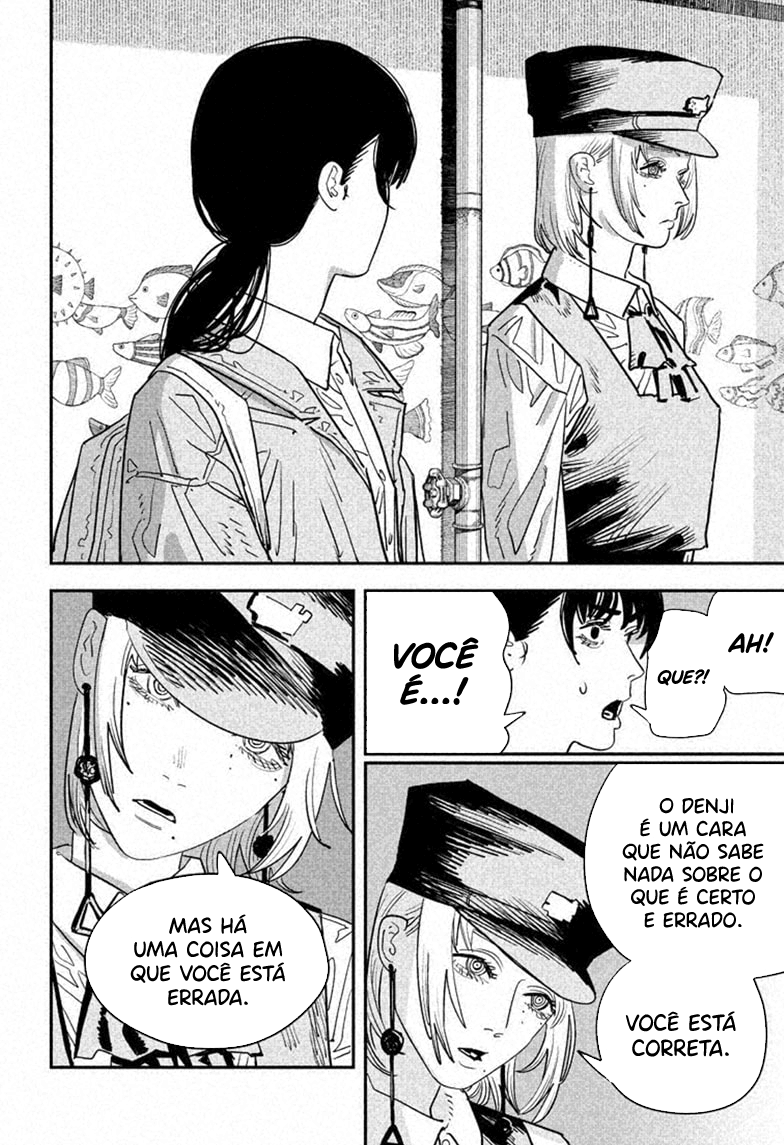 AH!
QUE?!
VOCÊ
É...!
O DENJI
É UM CARA
QUE NÃO SABE
NADA SOBRE O
QUE É CERTO
E ERRADO.
VOCÊ ESTÁ
CORRETA.
MAS HÁ
UMA COISA EM
QUE VOCÊ ESTÁ
ERRADA.